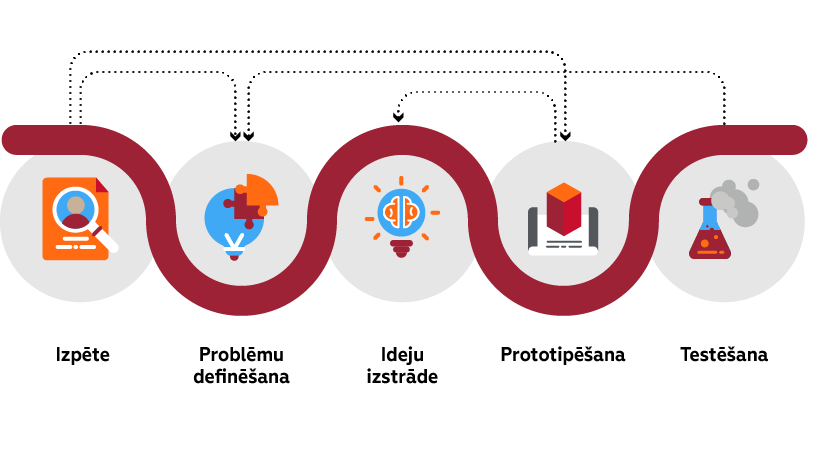 Izpēte
Problēmu
definēšana
Ideju
izstrāde
Prototipēšana
Testēšana